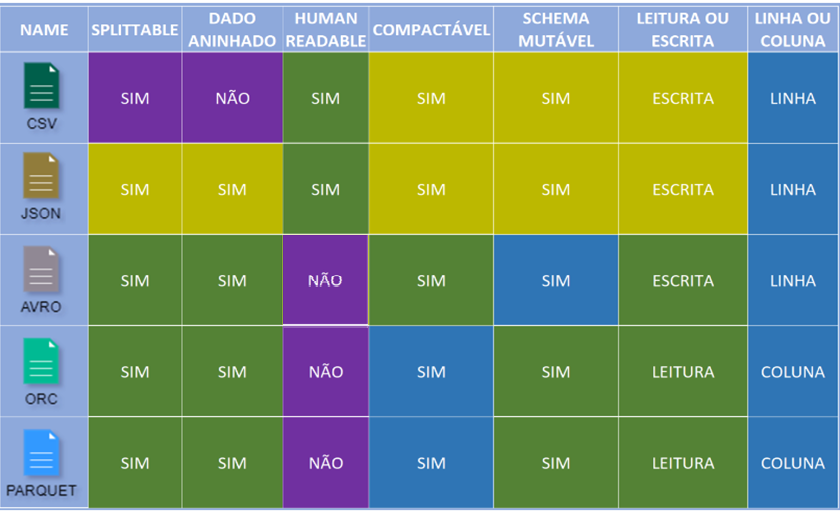 NAME SPLITTABLE DADO ANINHADO HUMAN READABLE COMPACTÁVEL SCHEMA MUTÁVEL LEITURA OU ESCRITA LINHA OU COLUNA
CSV SIM NÃO SIM SIM SIM ESCRITA LINHA
JSON SIM SIM SIM SIM SIM ESCRITA LINHA
AVRO SIM SIM NÃO SIM SIM ESCRITA LINHA
ORC SIM SIM NÃO SIM SIM LEITURA COLUNA
PARQUET SIM SIM NÃO SIM SIM LEITURA COLUNA